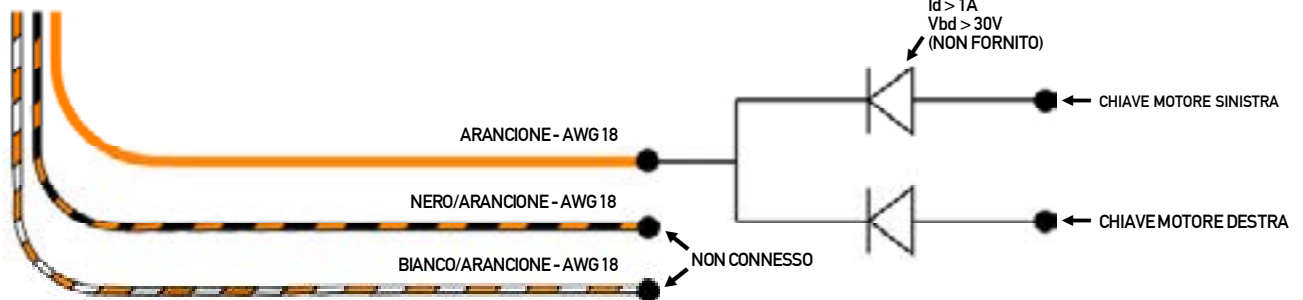 Id > 1A
Vbd > 30V
(NON FORNITO)
CHIAVE MOTORE SINISTRA
ARANCIONE - AWG 18
NERO/ARANCIONE - AWG 18
CHIAVE MOTORE DESTRA
NON CONNESSO
BIANCO/ARANCIONE - AWG 18